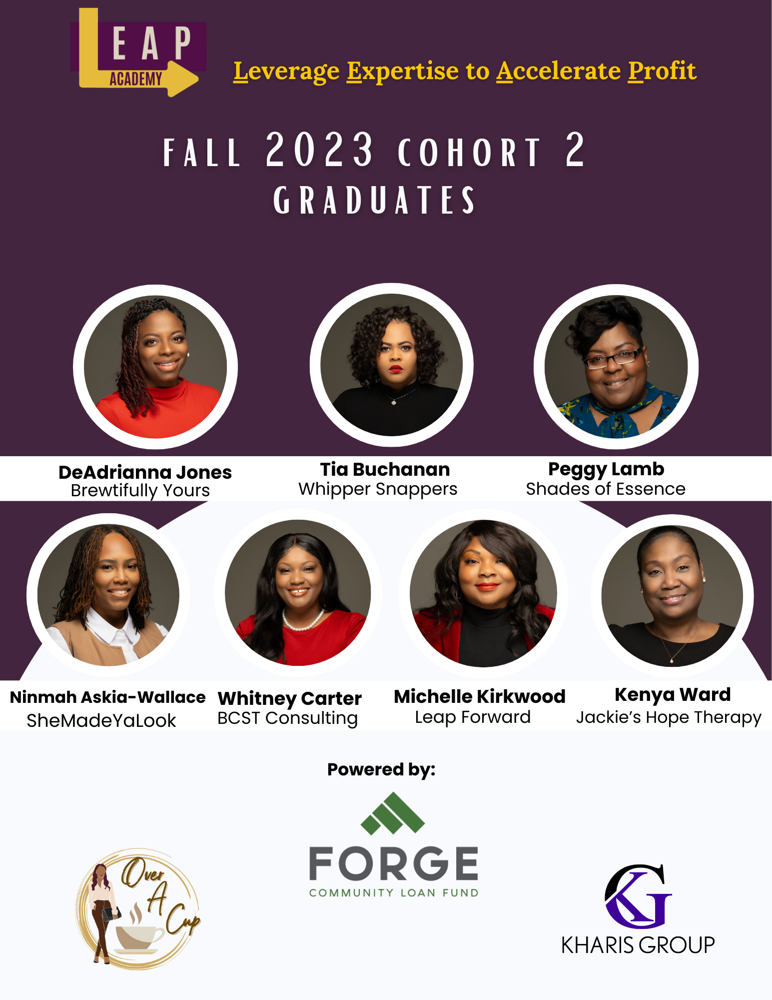 LEAP
ACADEMY
Leverage Expertise to Accelerate Profit
FALL 2023 COHORT 2
GRADUATES
DeAdrianna Jones
Brewtifully Yours
Tia Buchanan
Whipper Snappers
Peggy Lamb
Shades of Essence
Ninmah Askia-Wallace
SheMadeYaLook
Whitney Carter
BCST Consulting
Michelle Kirkwood
Leap Forward
Kenya Ward
Jackie’s Hope Therapy
Powered by:
Over
A
Cup
FORGE
COMMUNITY LOAN FUND
KG
KHARIS GROUP